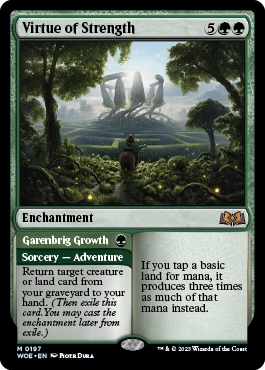 Virtue of Strength 5
Enchantment
Garenbrig Growth
Sorcery — Adventure
Return target creature
or land card from
your graveyard to your
hand. (Then exile this
card.You may cast the
enchantment later from
exile.)
If you tap a basic
land for mana, it
produces three times
as much of that
mana instead.
M 0197
WOE • EN Piotr Dura
™ & © 2023 Wizards of the Coast